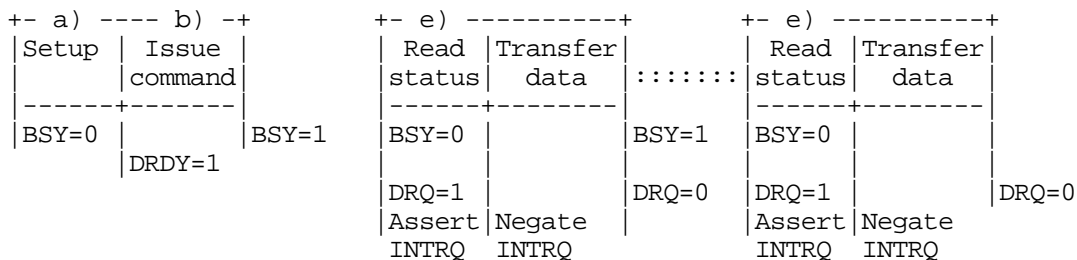 +- a) ---- b) -+         +- e) ----------+       +- e) ----------+
|Setup | Issue |         | Read |Transfer|       | Read |Transfer|
|      |command|         |status|  data  |:::::::|status|  data  |
|------+-------|         |------+--------|       |------+--------|
|BSY=0 |       |BSY=1    |BSY=0 |        |BSY=1  |BSY=0 |        |
       |DRDY=1           |      |        |       |      |        |
                         |DRQ=1 |        |DRQ=0  |DRQ=1 |        |DRQ=0
                         |Assert|Negate  |       |Assert|Negate
                          INTRQ  INTRQ            INTRQ  INTRQ